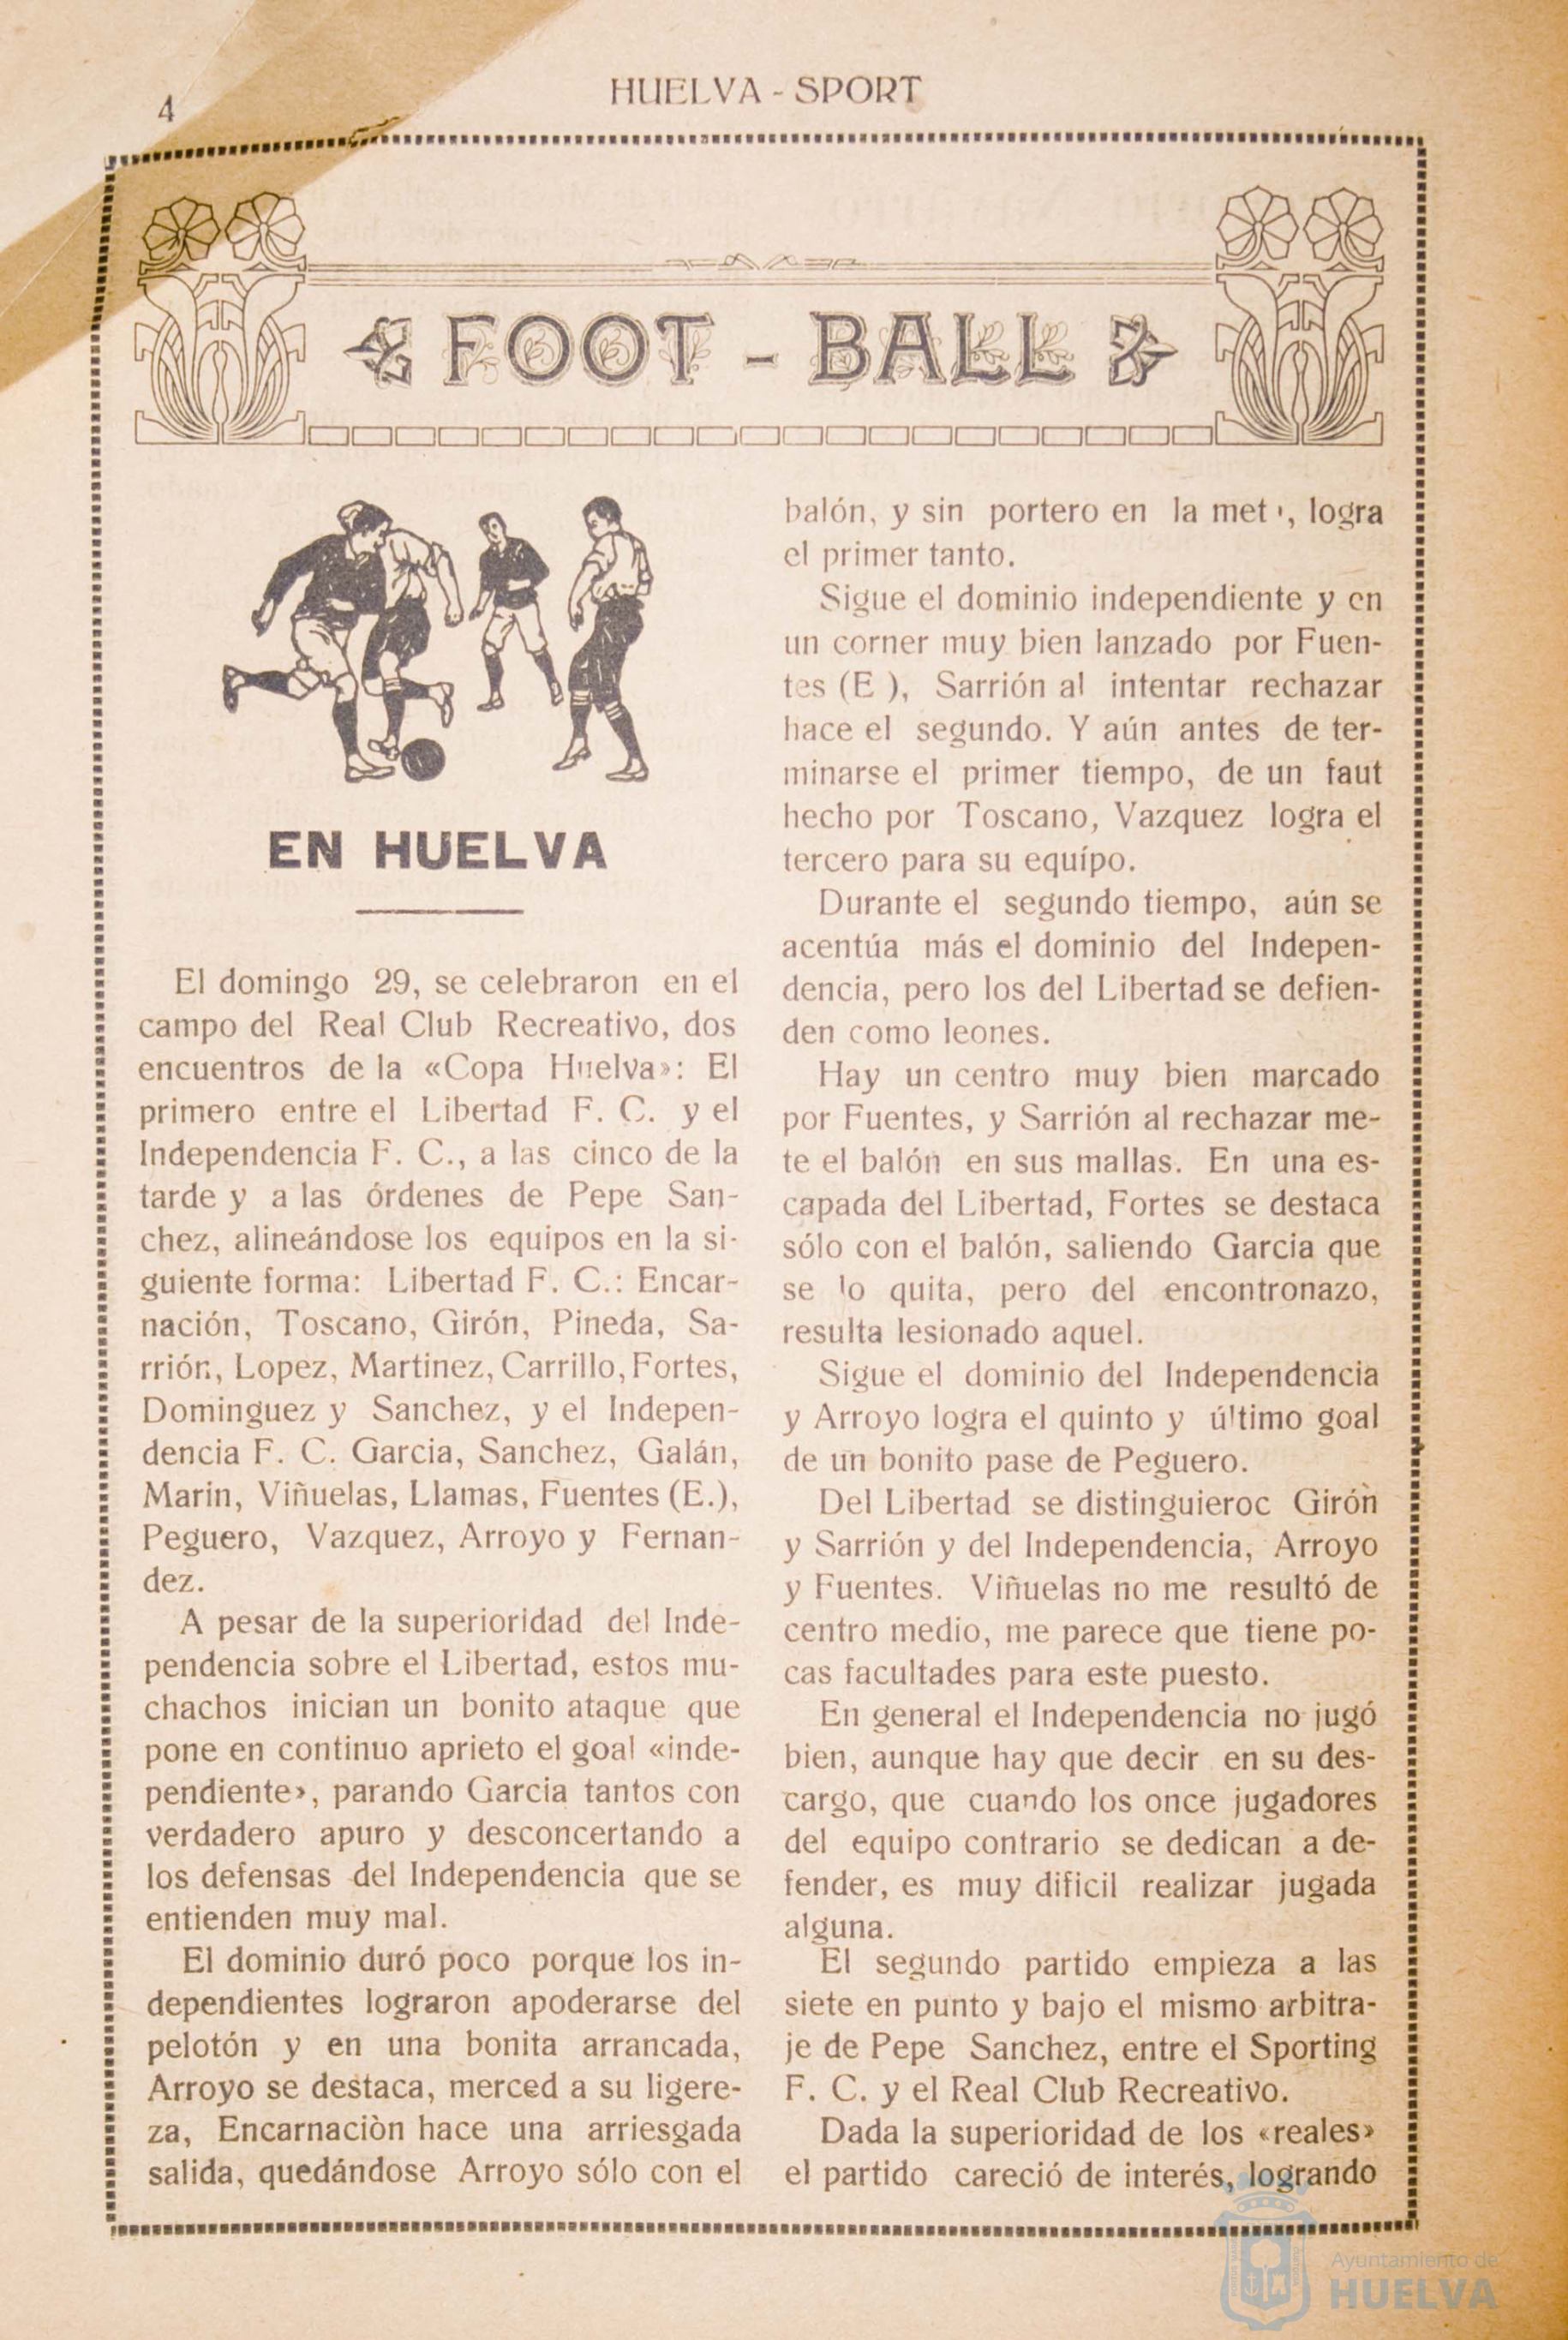 4
HUELVA - SPORT
FOOT - BALL
EN HUELVA
El domingo 29, se celebraron en el
campo del Real Club Recreativo, dos
encuentros de la «Copa Huelva»: El
primero entre el Libertad F. C. y el
Independencia F. C., a las cinco de la
tarde y a las órdenes de Pepe San-
chez, alineándose los equipos en la si-
guiente forma: Libertad F. C.: Encar-
nación, Toscano, Girón, Pineda, Sa-
rrión, Lopez, Martinez, Carrillo, Fortes,
Dominguez y Sanchez, y el Indepen-
dencia F. C. Garcia, Sanchez, Galán,
Marin, Viñuelas, Llamas, Fuentes (E.),
Peguero, Vazquez, Arroyo y Fernan-
dez.
A pesar de la superioridad del Inde-
pendencia sobre el Libertad, estos mu-
chachos inician un bonito ataque que
pone en continuo aprieto el goal «inde-
pendiente», parando Garcia tantos con
verdadero apuro y desconcertando a
los defensas del Independencia que se
entienden muy mal.
El dominio duró poco porque los in-
dependientes lograron apoderarse del
pelotón y en una bonita arrancada,
Arroyo se destaca, merced a su ligere-
za, Encarnaciòn hace una arriesgada
salida, quedándose Arroyo sólo con el
balón, y sin portero en la met', logra
el primer tanto.
Sigue el dominio independiente y en
un corner muy bien lanzado por Fuen-
tes (E ), Sarrión al intentar rechazar
hace el segundo. Y aún antes de ter-
minarse el primer tiempo, de un faut
hecho por Toscano, Vazquez logra el
tercero para su equípo.
Durante el segundo tiempo, aún se
acentúa más el dominio del Indepen-
dencia, pero los del Libertad se defien-
den como leones.
Hay un centro muy bien marcado
por Fuentes, y Sarrión al rechazar me-
te el balón en sus mallas. En una es-
capada del Libertad, Fortes se destaca
sólo con el balón, saliendo Garcia que
se lo quita, pero del encontronazo,
resulta lesionado aquel.
Sigue el dominio del Independencia
y Arroyo logra el quinto y último goal
de un bonito pase de Peguero.
Del Libertad se distinguieroc Girón
y Sarrión y del Independencia, Arroyo
y Fuentes. Viñuelas no me resultó de
centro medio, me parece que tiene po-
cas facultades para este puesto.
En general el Independencia no jugó
bien, aunque hay que decir en su des-
cargo, que cuando los once jugadores
del equipo contrario se dedican a de-
fender, es muy dificil realizar jugada
alguna.
El segundo partido empieza a las
siete en punto y bajo el mismo arbitra-
je de Pepe Sanchez, entre el Sporting
F. C. y el Real Club Recreativo.
Dada la superioridad de los «reales»
el partido careció de interés, logrando
Ayuntamiento de
HUELVA